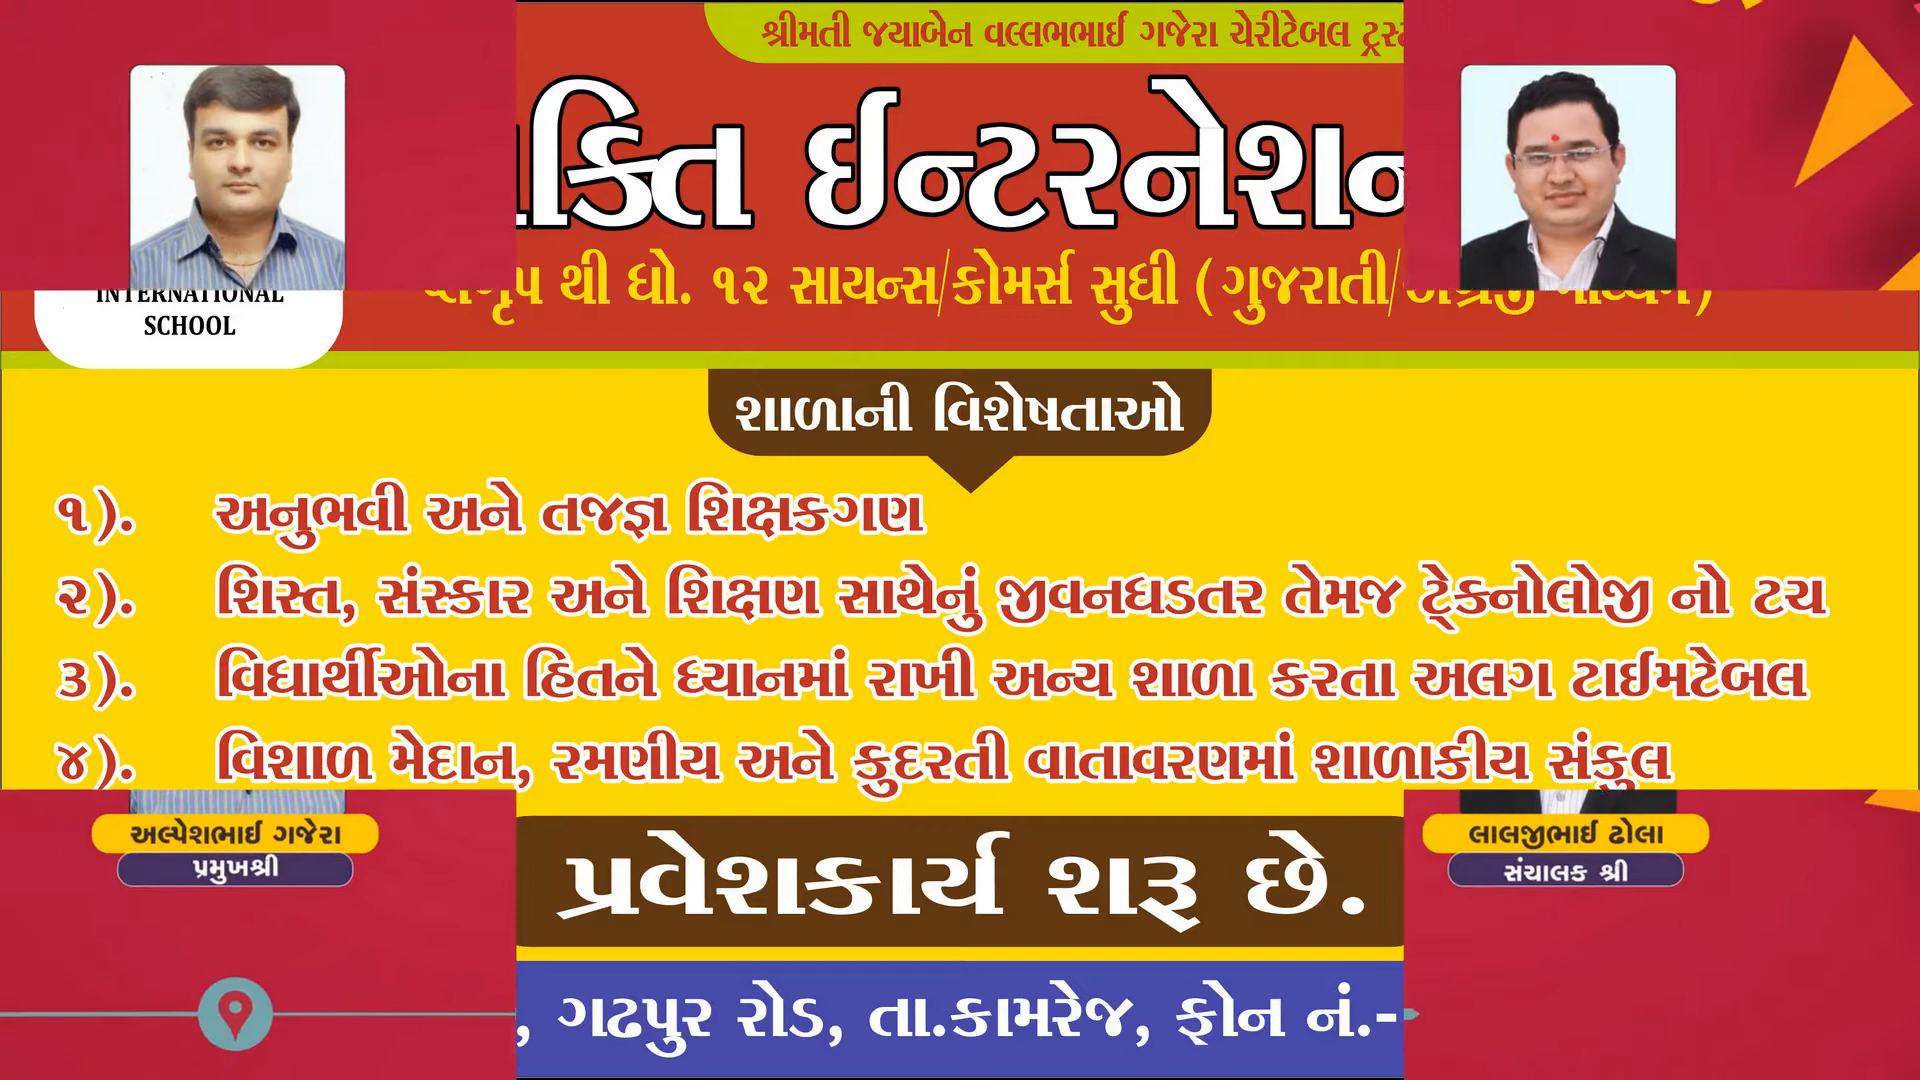 શ્રીમતી જયાબેન વલ્લભભાઈ ગજેરા ચેરીટેબલ
ઈન્ટરનેશન
થી ધો. ૧૨ સાયન્સ/કોમર્સ સુધી (ગુજરાતી/
INTERNATIONAL
SCHOOL
શાળાની વિશેષતાઓ
૧). અનુભવી અને તજજ્ઞ શિક્ષકગણ
૨). શિસ્ત, સંસ્કાર અને શિક્ષણ સાથેનું જીવનઘડતર તેમજ ટ્રેક્નોલોજી નો ટચ
૩). વિદ્યાર્થીઓના હિતને ધ્યાનમાં રાખી અન્ય શાળા કરતા અલગ ટાઈમટેબલ
૪). વિશાળ મેદાન, રમણીય અને કુદરતી વાતાવરણમાં શાળાકીય સંકુલ
અલ્પેશભાઈ ગજેરા
પ્રમુખશ્રી
લાલજીભાઈ ઢોલા
સંચાલક શ્રી
પ્રવેશકાર્ય શરૂ છે.
, ગઢપુર રોડ, તા.કામરેજ, ફોન નં.-